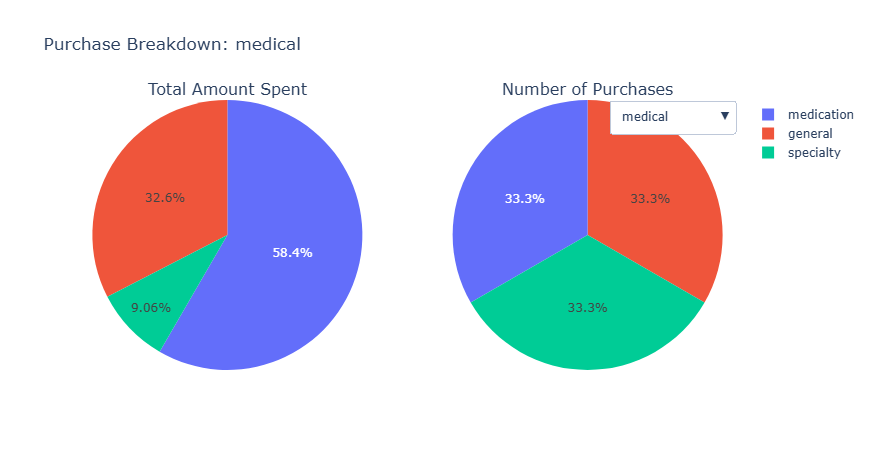 Purchase Breakdown: medical
Total Amount Spent
Number of Purchases
medical ▼
medication
general
specialty
32.6%
58.4%
9.06%
33.3%
33.3%
33.3%